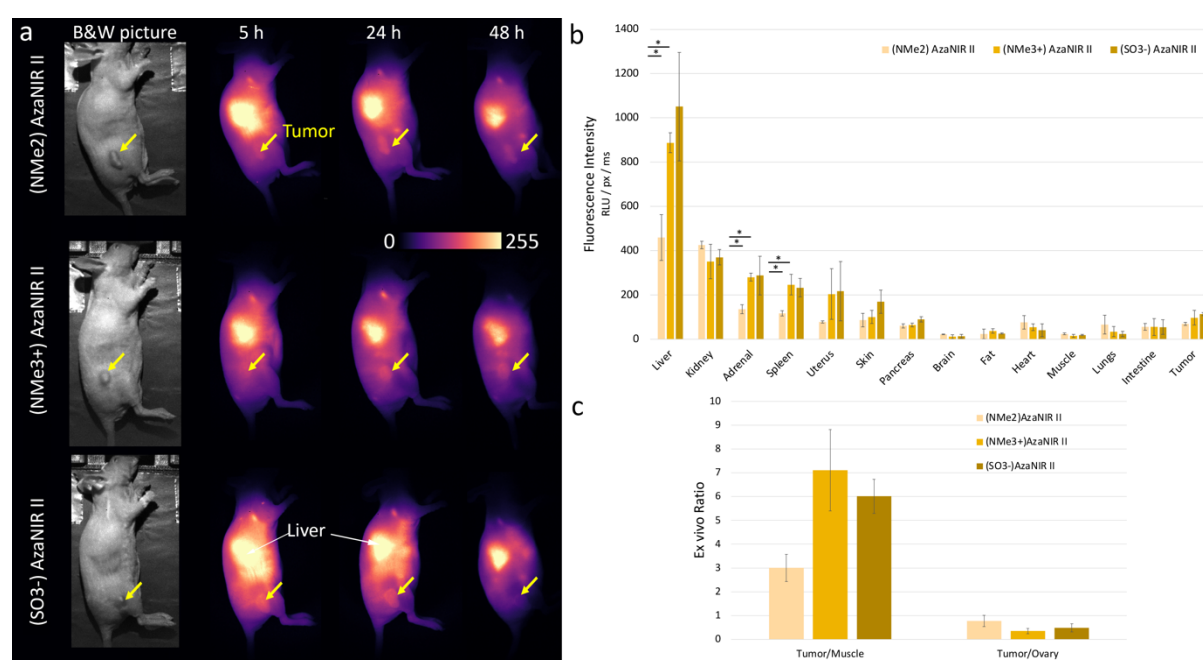 a
B&W picture
5 h
24 h
48 h
(NMe2) AzaNIR II
Tumor
0
255
(NMe3+) AzaNIR II
(SO3-) AzaNIR II
Liver
b
Fluorescence Intensity
RLU / px / ms
1400
1200
1000
800
600
400
200
0
(NMe2) AzaNIR II
(NMe3+) AzaNIR II
(SO3-) AzaNIR II
*
*
*
*
*
*
Liver
Kidney
Adrenal
Spleen
Uterus
Skin
Pancreas
Brain
Fat
Heart
Muscle
Lungs
Intestine
Tumor
c
Ex vivo Ratio
10
9
8
7
6
5
4
3
2
1
0
(NMe2)AzaNIR II
(NMe3+)AzaNIR II
(SO3-)AzaNIR II
Tumor/Muscle
Tumor/Ovary